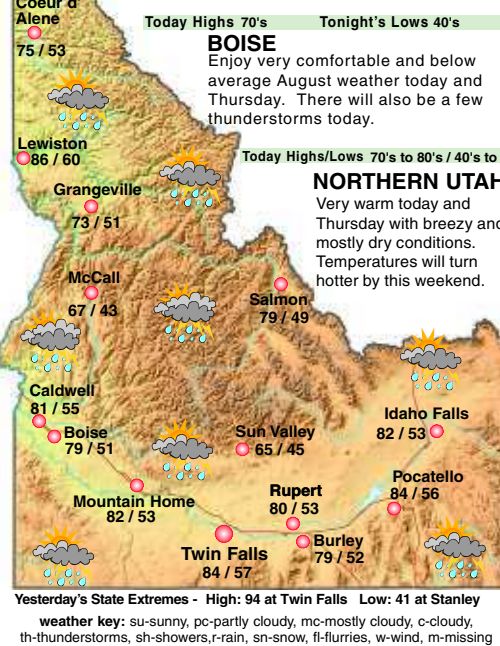 Coeur d'
Alene
75 / 53
Today Highs 70's Tonight's Lows 40's
BOISE
Enjoy very comfortable and below
average August weather today and
Thursday. There will also be a few
thunderstorms today.
Lewiston
86 / 60
Today Highs/Lows 70's to 80's / 40's to
NORTHERN UTAH
Very warm today and
Thursday with breezy and
mostly dry conditions.
Temperatures will turn
hotter by this weekend.
Grangeville
73 / 51
McCall
67 / 43
Salmon
79 / 49
Caldwell
81 / 55
Boise
79 / 51
Sun Valley
65 / 45
Idaho Falls
82 / 53
Mountain Home
82 / 53
Rupert
80 / 53
Pocatello
84 / 56
Twin Falls
84 / 57
Burley
79 / 52
Yesterday's State Extremes - High: 94 at Twin Falls Low: 41 at Stanley
weather key: su-sunny, pc-partly cloudy, mc-mostly cloudy, c-cloudy,
th-thunderstorms, sh-showers,r-rain, sn-snow, fl-flurries, w-wind, m-missing